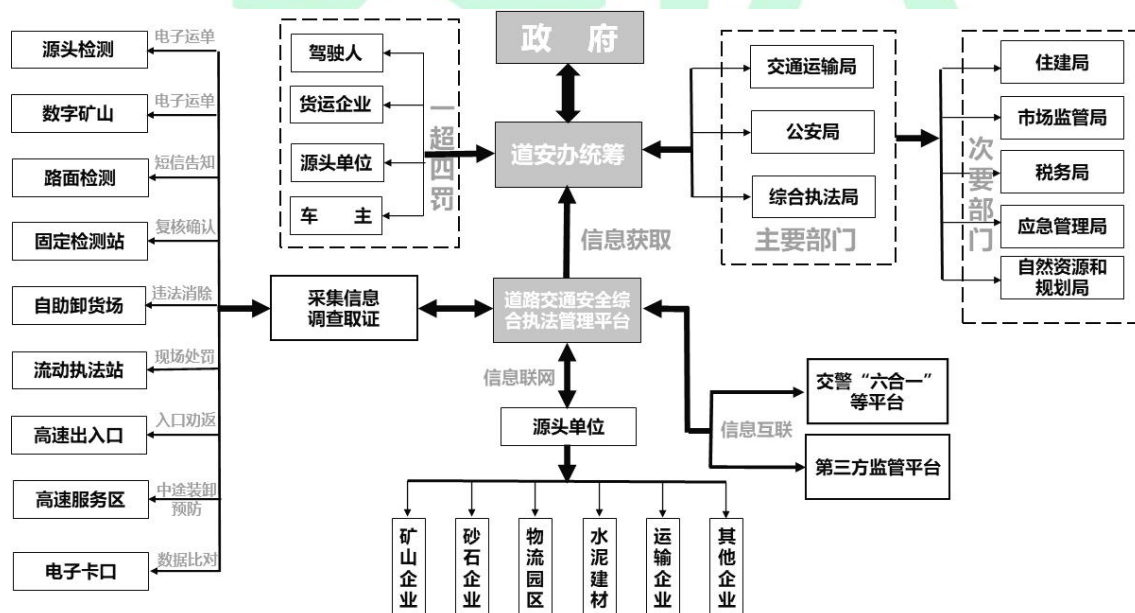 政 府
道安办统筹
信息获取
道路交通安全综
合执法管理平台
信息联网
源头单位
矿山企业
砂石企业
物流园区
水泥建材
运输企业
其他企业
一超四罚
驾驶人
货运企业
源头单位
车 主
采集信息
调查取证
源头检测
电子运单
数字矿山
电子运单
路面检测
短信告知
固定检测站
复核确认
自助卸货场
违法消除
流动执法站
现场处罚
高速出入口
入口劝返
高速服务区
中途装卸
预防
电子卡口
数据比对
交通运输局
公安局
综合执法局
主要部门
次要部门
住建局
市场监管局
税务局
应急管理局
自然资源和
规划局
信息互联
交警“六合一”
等平台
第三方监管平台